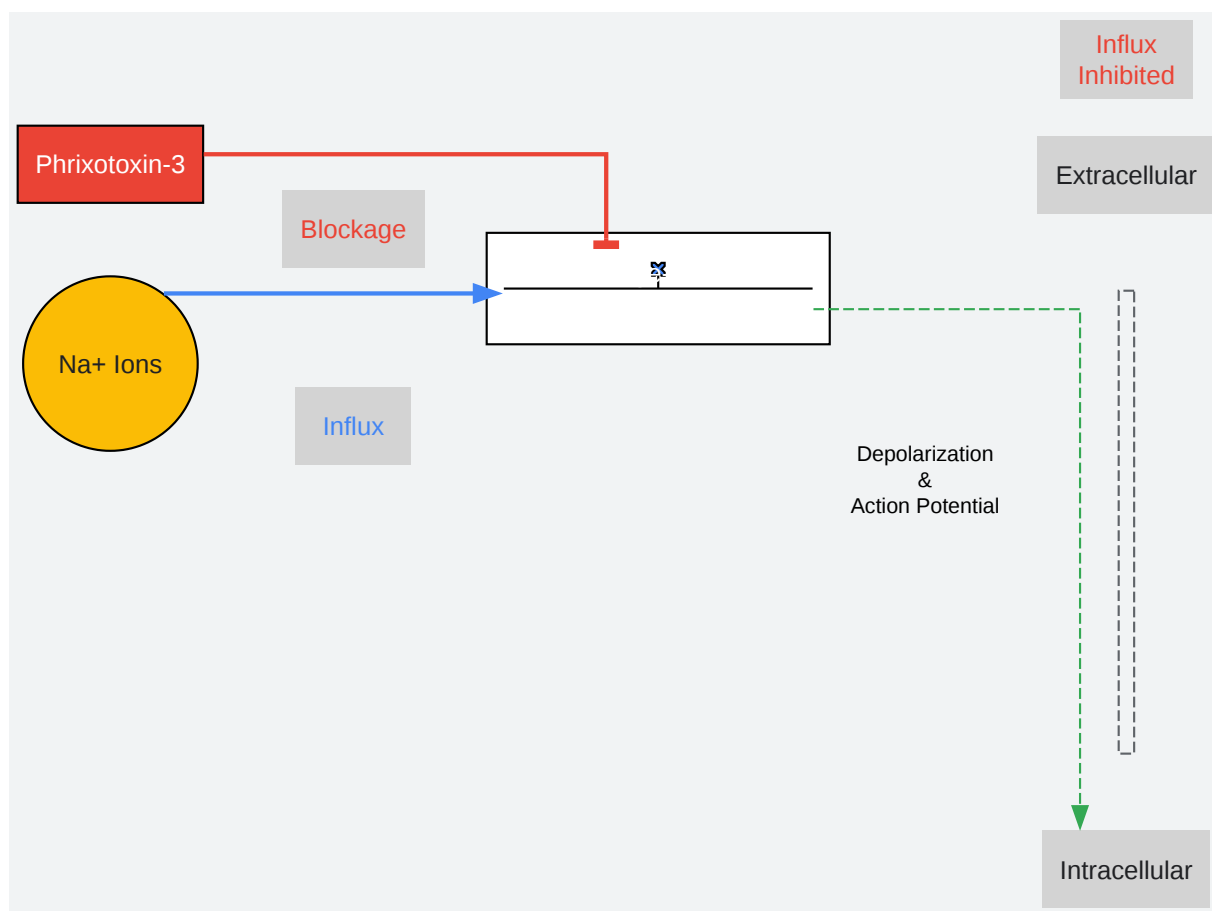 Influx
Inhibited
Phrixotoxin-3
Extracellular
Blockage
Na+ Ions
Influx
Depolarization
&
Action Potential
Intracellular